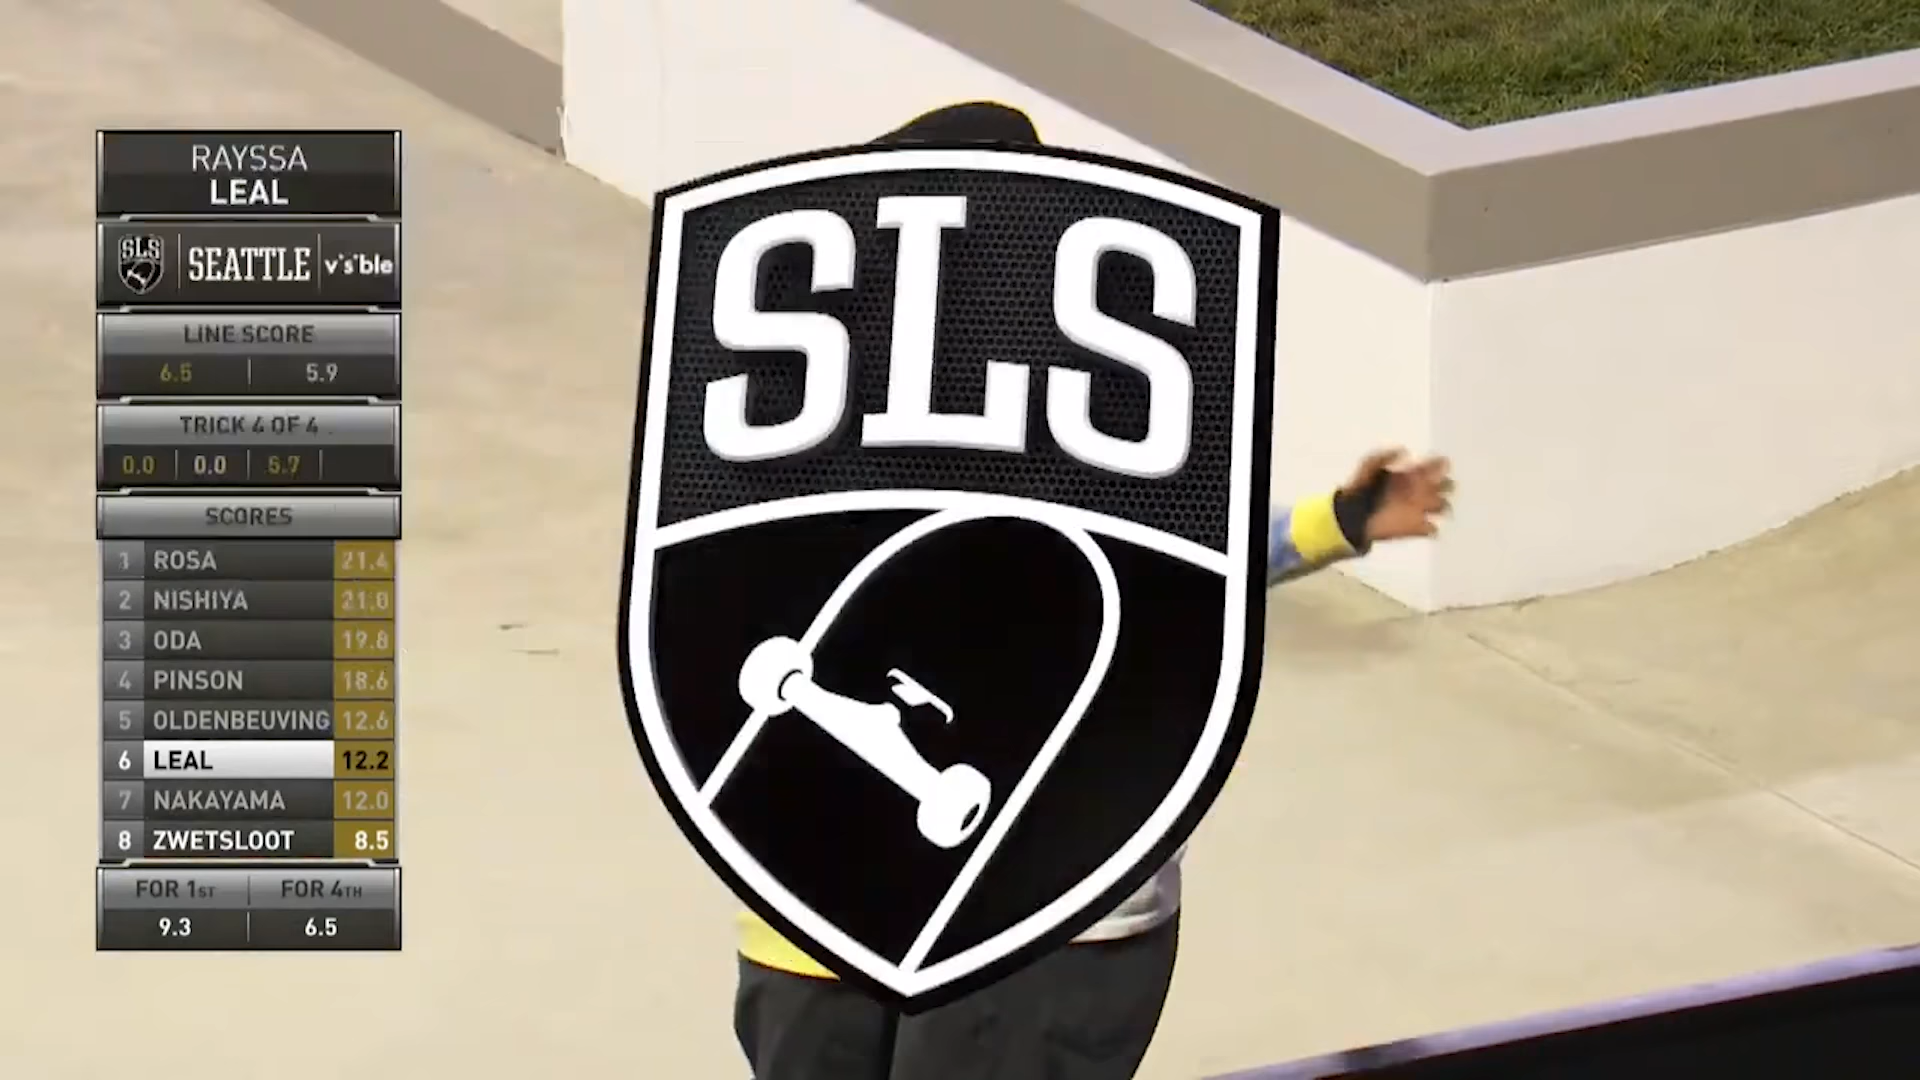 RAYSSA
LEAL
SLS SEATTLE v's'ble
LINE SCORE
6.5 5.9
TRICK 4 OF 4
0.0 0.0 5.7
SCORES
1 ROSA 21.4
2 NISHIYA 21.0
3 ODA 19.8
4 PINSON 18.6
5 OLDENBEUVING 12.6
6 LEAL 12.2
7 NAKAYAMA 12.0
8 ZWETSLOOT 8.5
FOR 1ST FOR 4TH
9.3 6.5
SLS